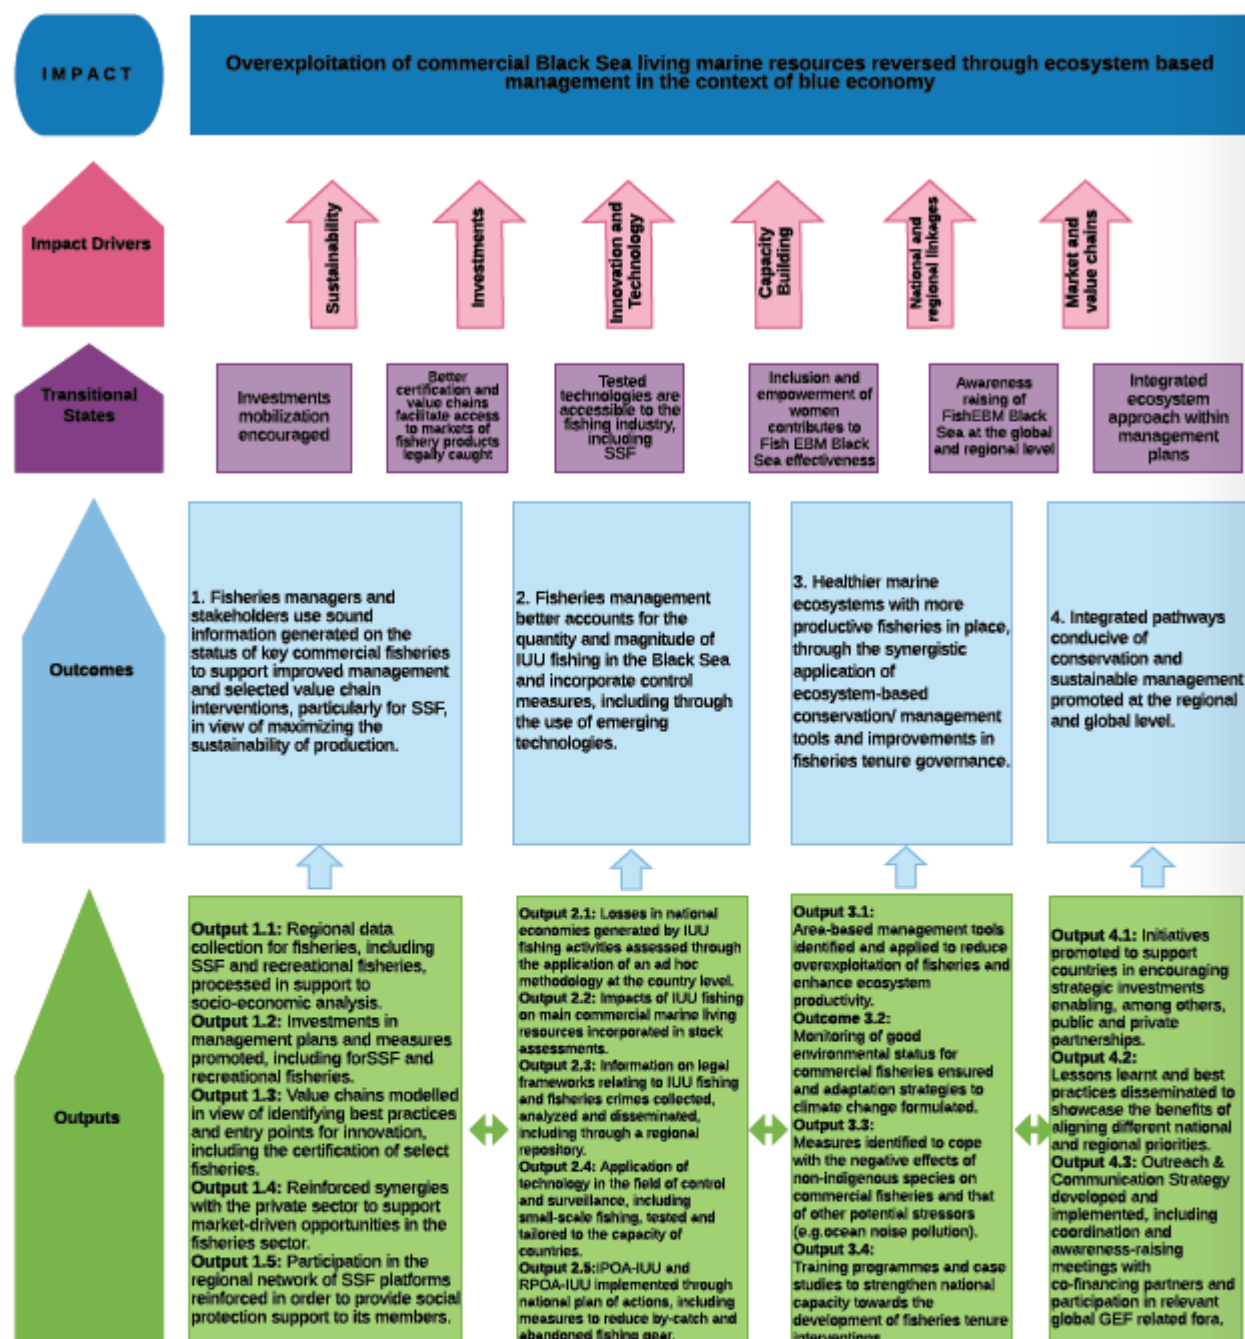 IMPACT
Overexploitation of commercial Black Sea living marine resources reversed through ecosystem based
management in the context of blue economy
Impact Drivers
Sustainability
Investments
Innovation and
Technology
Capacity
Building
National and
regional linkages
Market and
value chains
Transitional
States
Investments
mobilization
encouraged
Better
certification and
value chains
facilitate access
to markets of
fishery products
legally caught
Tested
technologies are
accessible to the
fishing industry,
including
SSF
Inclusion and
empowerment of
women
contributes to
Fish EBM Black
Sea effectiveness
Awareness
raising of
FishEBM Black
Sea at the global
and regional level
Integrated
ecosystem
approach within
management
plans
Outcomes
1. Fisheries managers and
stakeholders use sound
information generated on the
status of key commercial fisheries
to support improved management
and selected value chain
interventions, particularly for SSF,
in view of maximizing the
sustainability of production.
2. Fisheries management
better accounts for the
quantity and magnitude of
IUU fishing in the Black Sea
and incorporate control
measures, including through
the use of emerging
technologies.
3. Healthier marine
ecosystems with more
productive fisheries in place,
through the synergistic
application of
ecosystem-based
conservation/ management
tools and improvements in
fisheries tenure governance.
4. Integrated pathways
conducive of
conservation and
sustainable management
promoted at the regional
and global level.
Outputs
Output 1.1: Regional data
collection for fisheries, including
SSF and recreational fisheries,
processed in support to
socio-economic analysis.
Output 1.2: Investments in
management plans and measures
promoted, including forSSF and
recreational fisheries.
Output 1.3: Value chains modelled
in view of identifying best practices
and entry points for innovation,
including the certification of select
fisheries.
Output 1.4: Reinforced synergies
with the private sector to support
market-driven opportunities in the
fisheries sector.
Output 1.5: Participation in the
regional network of SSF platforms
reinforced in order to provide social
protection support to its members.
Output 2.1: Losses in national
economies generated by IUU
fishing activities assessed through
the application of an ad hoc
methodology at the country level.
Output 2.2: Impacts of IUU fishing
on main commercial marine living
resources incorporated in stock
assessments.
Output 2.3: Information on legal
frameworks relating to IUU fishing
and fisheries crimes collected,
analyzed and disseminated,
including through a regional
repository.
Output 2.4: Application of
technology in the field of control
and surveillance, including
small-scale fishing, tested and
tailored to the capacity of
countries.
Output 2.5:IPOA-IUU and
RPOA-IUU implemented through
national plan of actions, including
measures to reduce by-catch and
abandoned fishing gear.
Output 3.1:
Area-based management tools
identified and applied to reduce
overexploitation of fisheries and
enhance ecosystem
productivity.
Outcome 3.2:
Monitoring of good
environmental status for
commercial fisheries ensured
and adaptation strategies to
climate change formulated.
Output 3.3:
Measures identified to cope
with the negative effects of
non-indigenous species on
commercial fisheries and that
of other potential stressors
(e.g.ocean noise pollution).
Output 3.4:
Training programmes and case
studies to strengthen national
capacity towards the
development of fisheries tenure
interventions
Output 4.1: Initiatives
promoted to support
countries in encouraging
strategic investments
enabling, among others,
public and private
partnerships.
Output 4.2:
Lessons learnt and best
practices disseminated to
showcase the benefits of
aligning different national
and regional priorities.
Output 4.3: Outreach &
Communication Strategy
developed and
implemented, including
coordination and
awareness-raising
meetings with
co-financing partners and
participation in relevant
global GEF related fora.